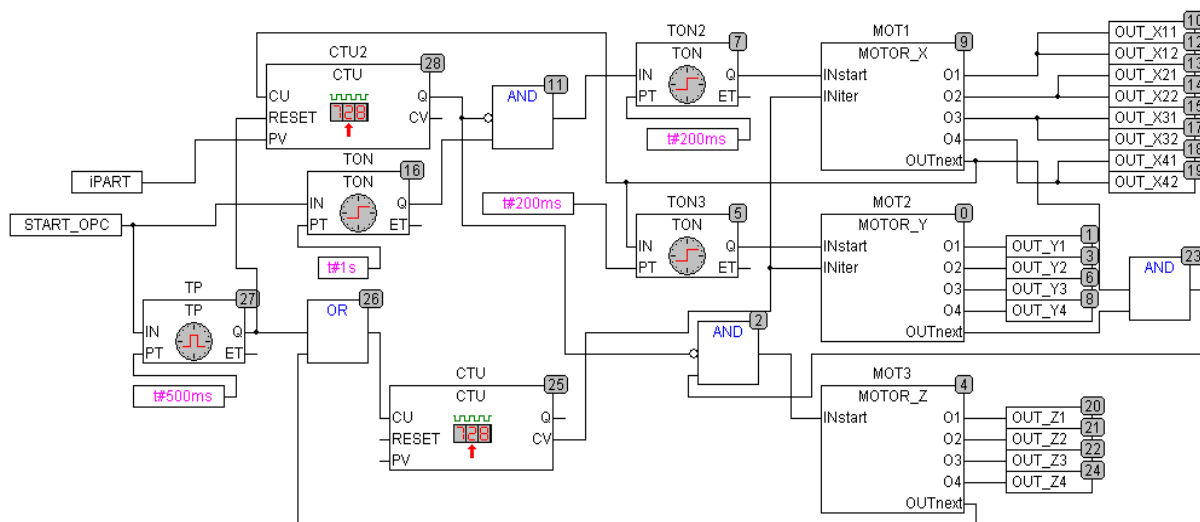 CTU2
28
CTU
CU
RESET
PV
Q
CV
728
11
AND
TON2
7
TON
IN
PT
Q
ET
t#200ms
MOT1
9
MOTOR_X
INstart
INiter
O1
O2
O3
O4
OUTnext
10
OUT_X11
12
OUT_X12
13
OUT_X21
14
OUT_X22
15
OUT_X31
17
OUT_X32
18
OUT_X41
19
OUT_X42
iPART
START_OPC
TON
16
TON
IN
PT
Q
ET
t#1s
t#200ms
TON3
5
TON
IN
PT
Q
ET
MOT2
0
MOTOR_Y
INstart
INiter
O1
O2
O3
O4
OUTnext
1
OUT_Y1
3
OUT_Y2
6
OUT_Y3
8
OUT_Y4
23
AND
TP
27
TP
IN
PT
Q
ET
t#500ms
26
OR
2
AND
CTU
25
CTU
CU
RESET
PV
Q
CV
728
MOT3
4
MOTOR_Z
INstart
O1
O2
O3
O4
OUTnext
20
OUT_Z1
21
OUT_Z2
22
OUT_Z3
24
OUT_Z4